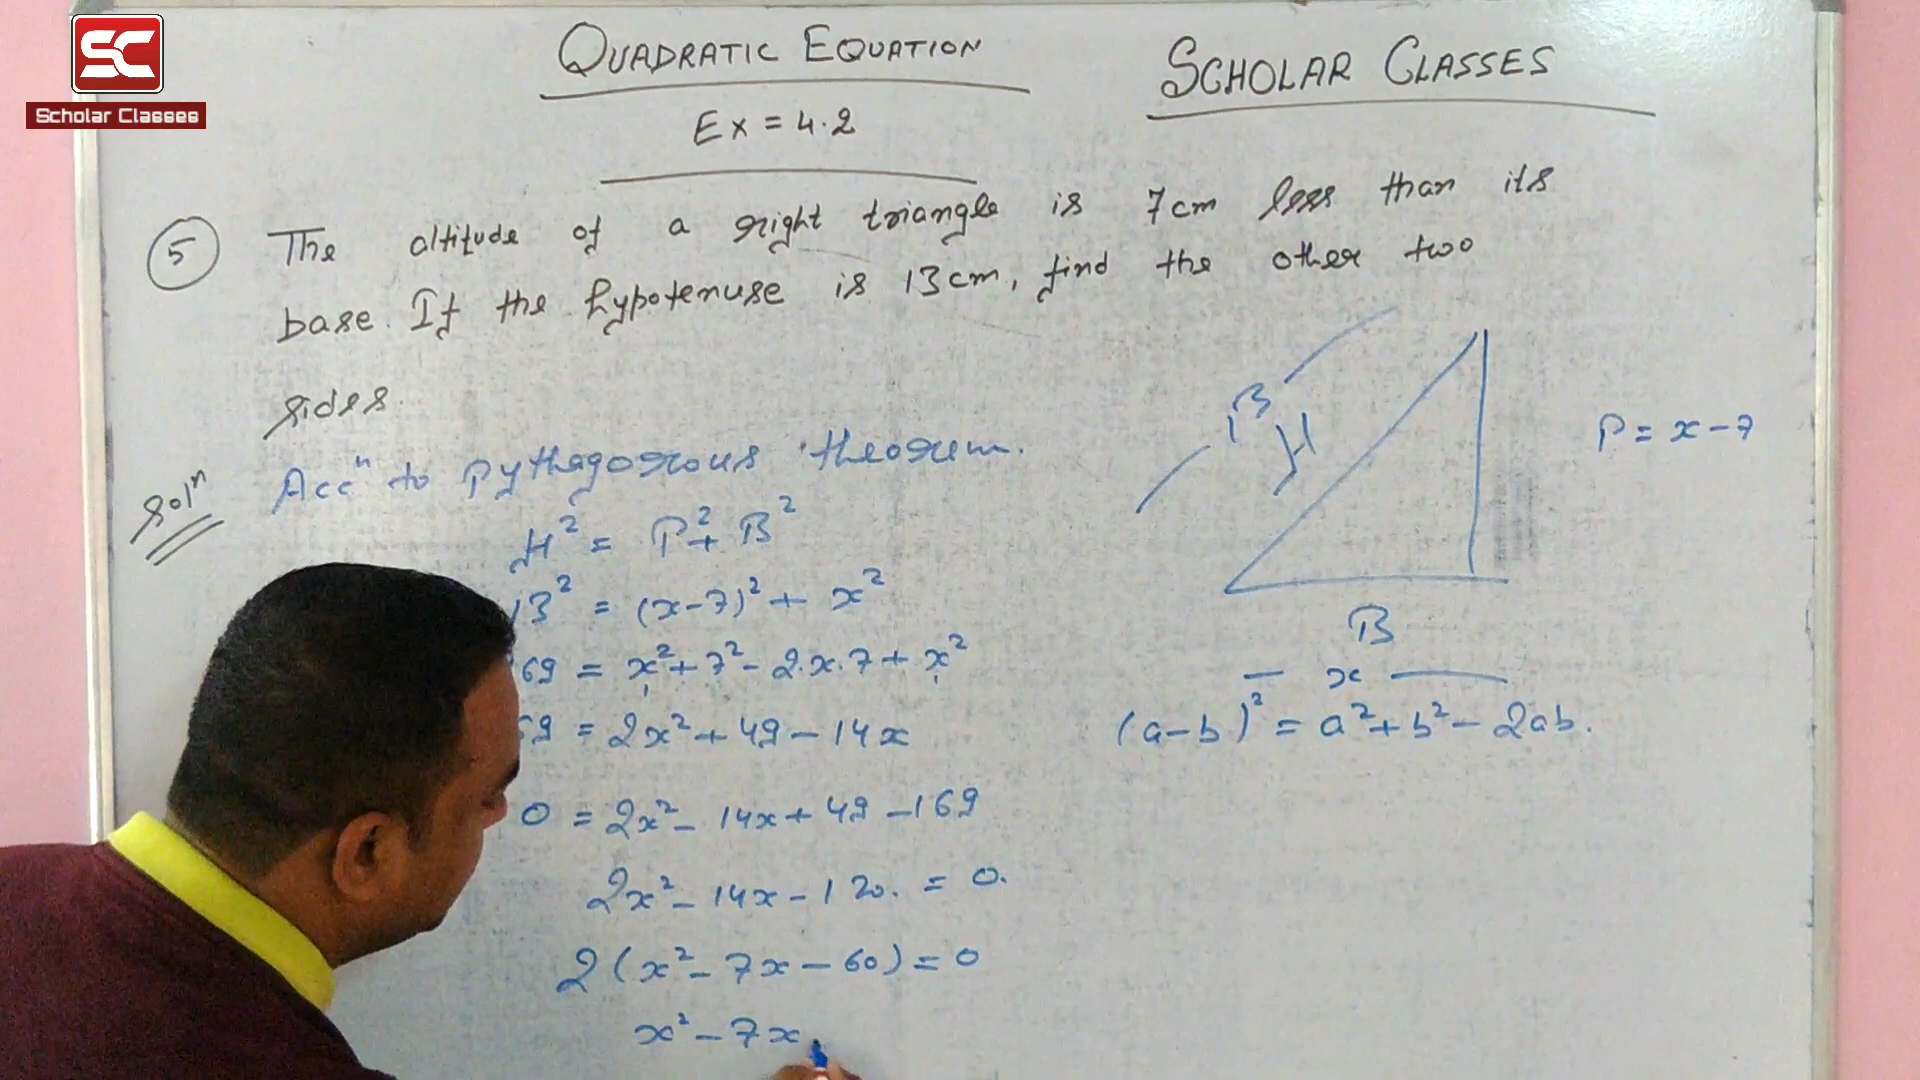 SC
Scholar Classes
QUADRATIC EQUATION
SCHOLAR CLASSES
Ex = 4.2
5 The altitude of a right triangle is 7cm less than its
base. If the hypotenuse is 13cm, find the other two
sides.
Solⁿ Accⁿ to Pythagorous theorem.
H² = P² + B²
13² = (x-7)² + x²
69 = x² + 7² - 2.x.7 + x²
69 = 2x² + 49 - 14x
0 = 2x² - 14x + 49 - 169
2x² - 14x - 120. = 0.
2(x² - 7x - 60) = 0
x² - 7x
13
H
P = x - 7
B
x
(a-b)² = a² + b² - 2ab.